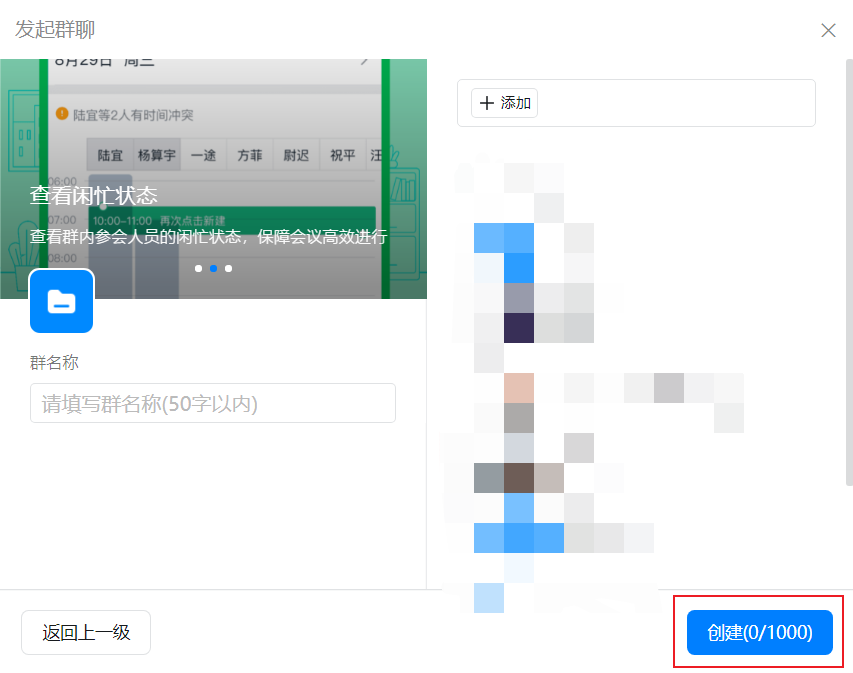 发起群聊
8月29日 周三
陆宜等2人有时间冲突
陆宜 杨算宇 一途 方菲 尉迟 祝平 汪
06:00
查看闲忙状态
07:00 10:00~11:00 再次点击新建
查看群内参会人员的闲忙状态，保障会议高效进行
08:00
群名称
请填写群名称(50字以内)
添加
返回上一级
创建(0/1000)